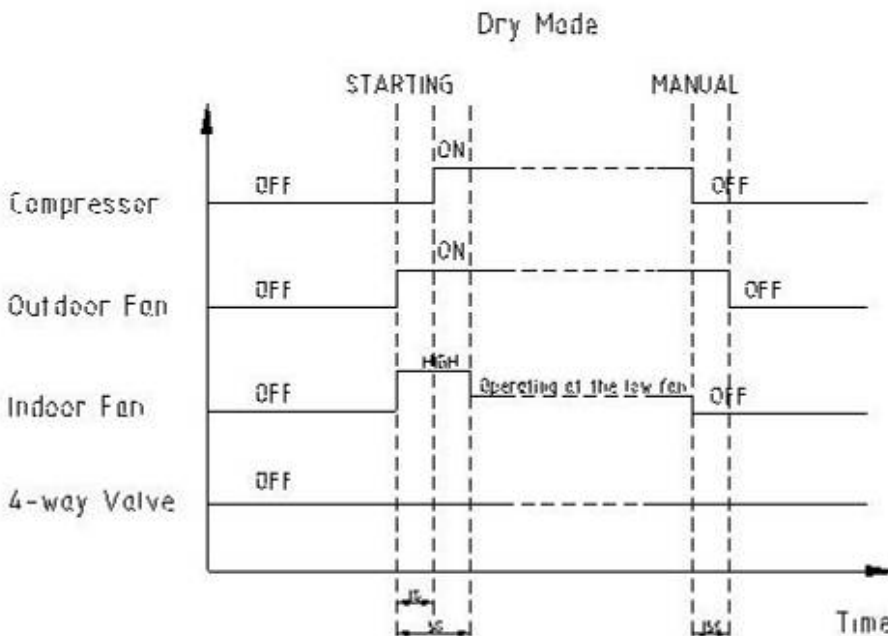 Dry Mode
STARTING MANUAL
ON
OFF OFF
Compressor
ON
OFF OFF
Outdoor Fan
HIGH
Operating at the low fan
OFF OFF
Indoor Fan
OFF
4-way Valve
Time